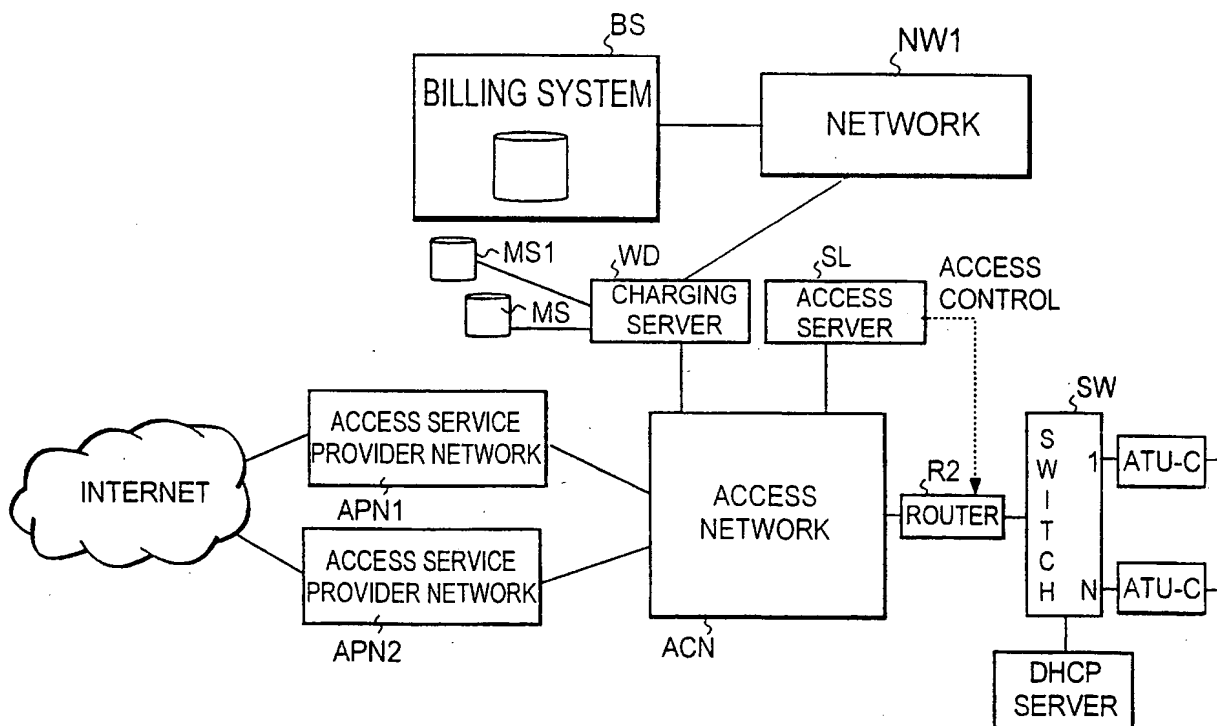 BS
NW1
BILLING SYSTEM
NETWORK
MS1
WD
SL
ACCESS
CONTROL
MS
CHARGING
SERVER
ACCESS
SERVER
SW
ACCESS SERVICE
PROVIDER NETWORK
APN1
INTERNET
ACCESS SERVICE
PROVIDER NETWORK
APN2
ACCESS
NETWORK
ACN
R2
ROUTER
SWITCH
1
ATU-C
N
ATU-C
DHCP
SERVER